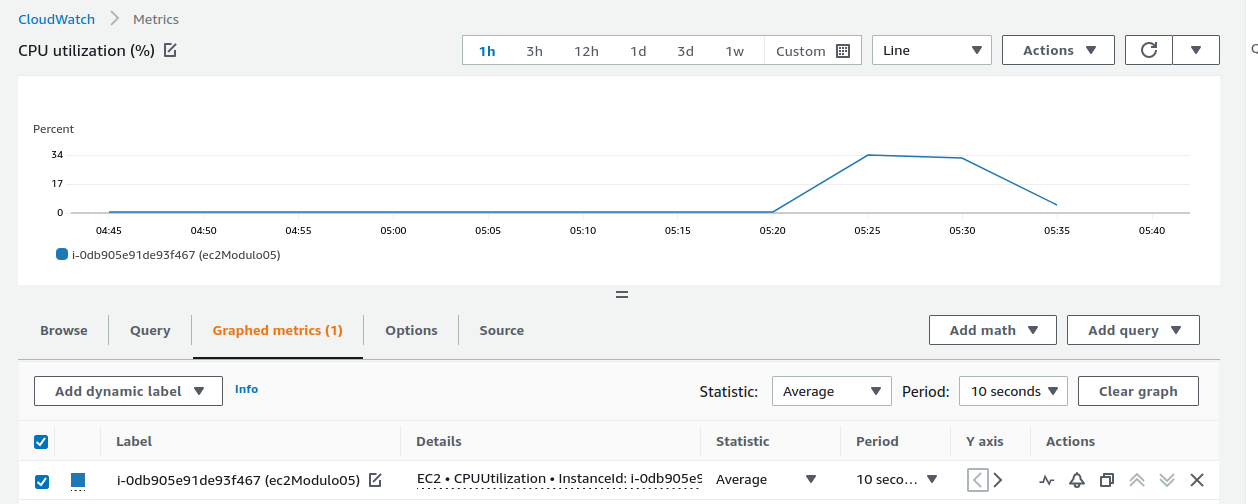 CloudWatch Metrics
CPU utilization (%)
1h 3h 12h 1d 3d 1w Custom Line Actions
Percent
34
17
0
04:45 04:50 04:55 05:00 05:05 05:10 05:15 05:20 05:25 05:30 05:35 05:40
i-0db905e91de93f467 (ec2Modulo05)
Browse Query Graphed metrics (1) Options Source Add math Add query
Add dynamic label Info Statistic: Average Period: 10 seconds Clear graph
Label Details Statistic Period Y axis Actions
i-0db905e91de93f467 (ec2Modulo05) EC2 • CPUUtilization • InstanceId: i-0db905e9 Average 10 seco...